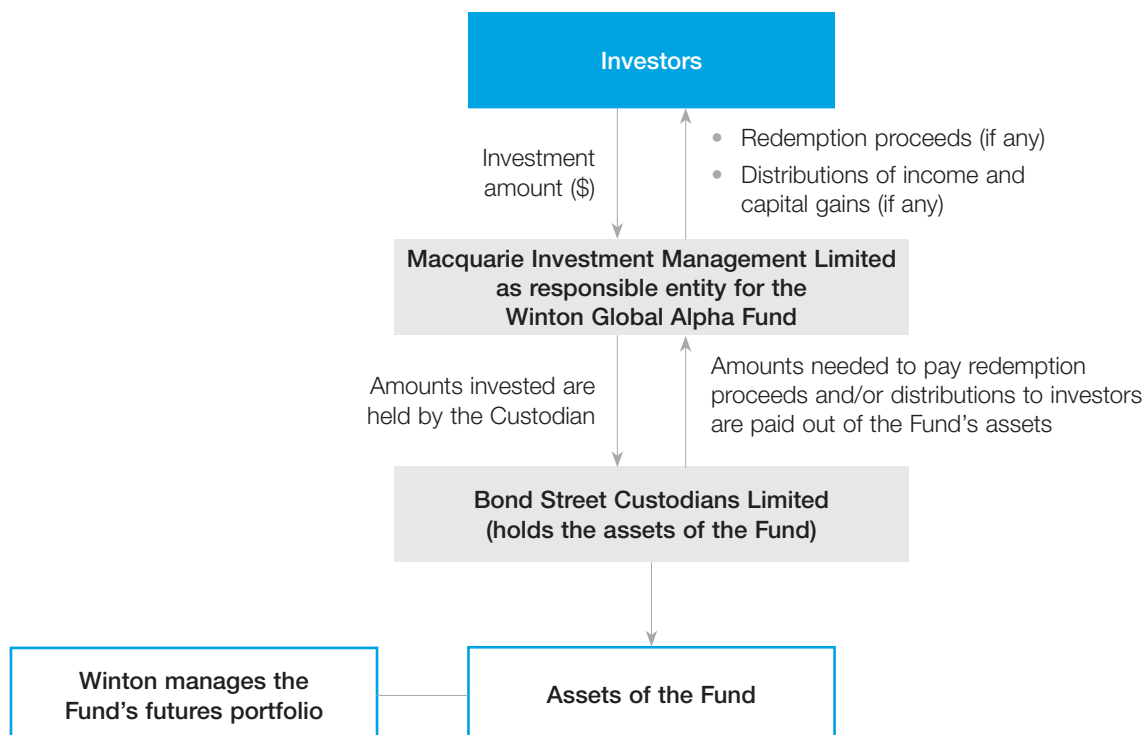 Investors
Investment
amount ($)
• Redemption proceeds (if any)
• Distributions of income and
capital gains (if any)
Macquarie Investment Management Limited
as responsible entity for the
Winton Global Alpha Fund
Amounts invested are
held by the Custodian
Amounts needed to pay redemption
proceeds and/or distributions to investors
are paid out of the Fund’s assets
Bond Street Custodians Limited
(holds the assets of the Fund)
Winton manages the
Fund’s futures portfolio
Assets of the Fund